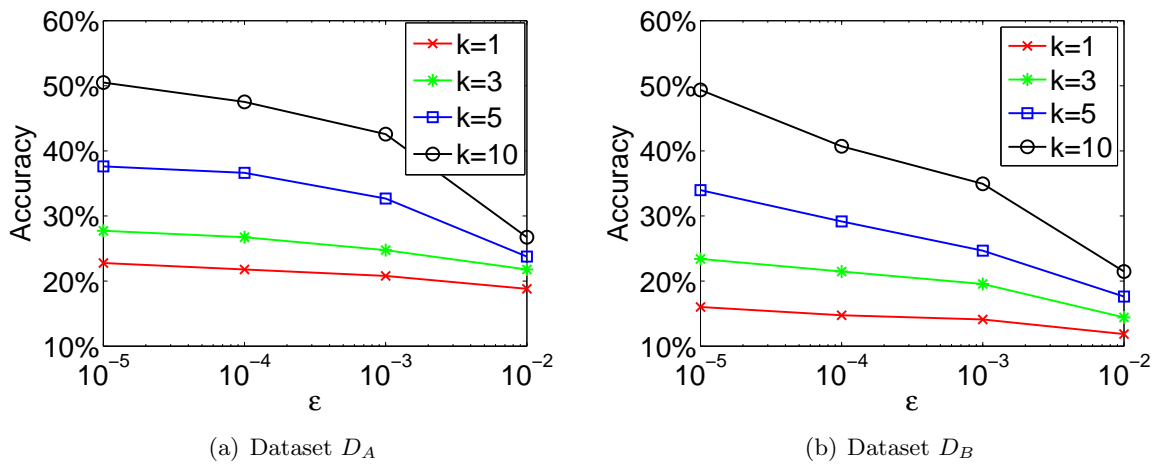 60%
50%
40%
30%
20%
10%
Accuracy
k=1
k=3
k=5
k=10
10⁻⁵
10⁻⁴
10⁻³
10⁻²
ε
(a) Dataset D_A
60%
50%
40%
30%
20%
10%
Accuracy
k=1
k=3
k=5
k=10
10⁻⁵
10⁻⁴
10⁻³
10⁻²
ε
(b) Dataset D_B